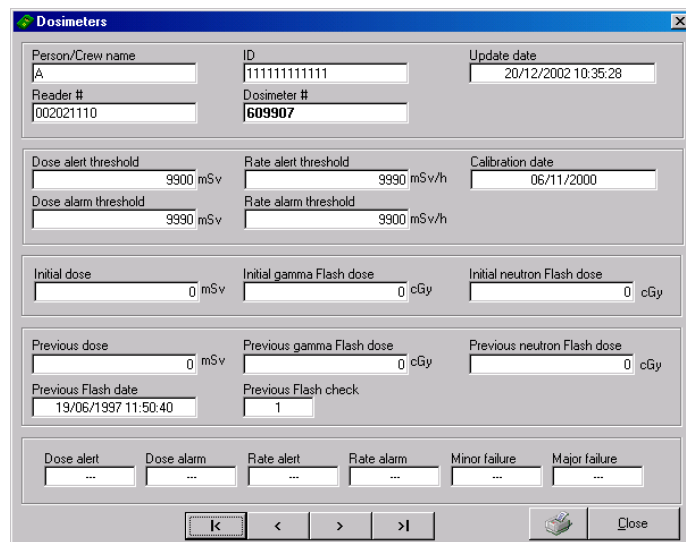 Dosimeters
Person/Crew name ID Update date
A 111111111111 20/12/2002 10:35:28
Reader # Dosimeter #
002021110 609907
Dose alert threshold Rate alert threshold Calibration date
9900 mSv 9990 mSv/h 06/11/2000
Dose alarm threshold Rate alarm threshold
9990 mSv 9900 mSv/h
Initial dose Initial gamma Flash dose Initial neutron Flash dose
0 mSv 0 cGy 0 cGy
Previous dose Previous gamma Flash dose Previous neutron Flash dose
0 mSv 0 cGy 0 cGy
Previous Flash date Previous Flash check
19/06/1997 11:50:40 1
Dose alert Dose alarm Rate alert Rate alarm Minor failure Major failure
--- --- --- --- --- ---
|< < > >| Close